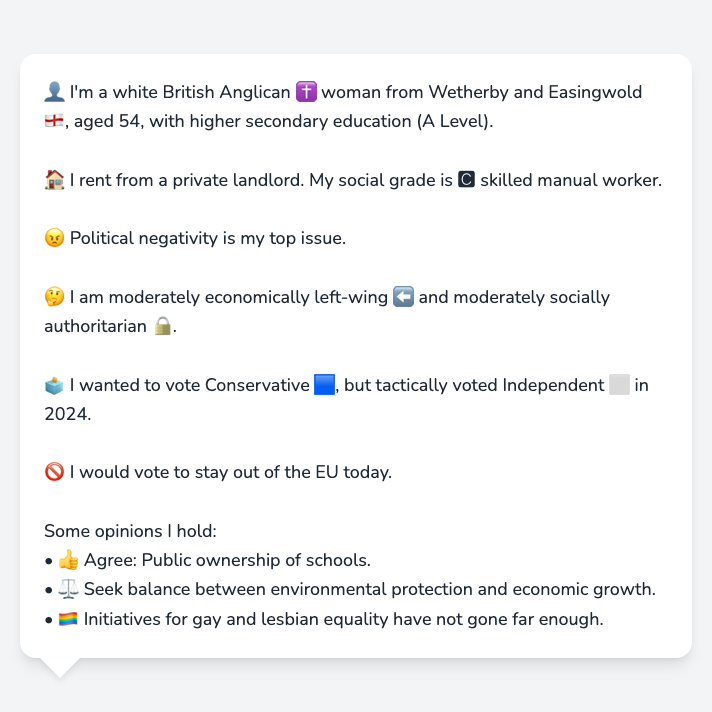 👤 I'm a white British Anglican ✝️ woman from Wetherby and Easingwold
🏴󠁧󠁢󠁥󠁮󠁧󠁿, aged 54, with higher secondary education (A Level).
🏠 I rent from a private landlord. My social grade is 🅲 skilled manual worker.
😠 Political negativity is my top issue.
🤔 I am moderately economically left-wing ⬅️ and moderately socially
authoritarian 🔒.
🗳️ I wanted to vote Conservative 🟦, but tactically voted Independent ⬜ in
2024.
🚫 I would vote to stay out of the EU today.
Some opinions I hold:
• 👍 Agree: Public ownership of schools.
• ⚖️ Seek balance between environmental protection and economic growth.
• 🏳️‍🌈 Initiatives for gay and lesbian equality have not gone far enough.